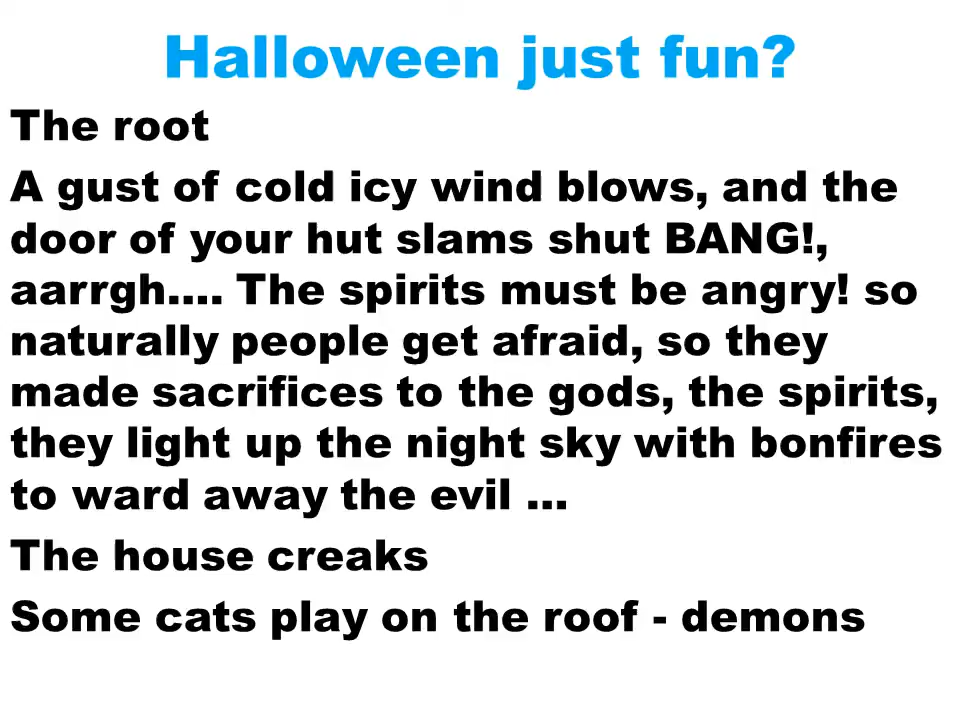 Halloween just fun?
The root
A gust of cold icy wind blows, and the
door of your hut slams shut BANG!,
aarrgh.... The spirits must be angry! so
naturally people get afraid, so they
made sacrifices to the gods, the spirits,
they light up the night sky with bonfires
to ward away the evil ...
The house creaks
Some cats play on the roof - demons